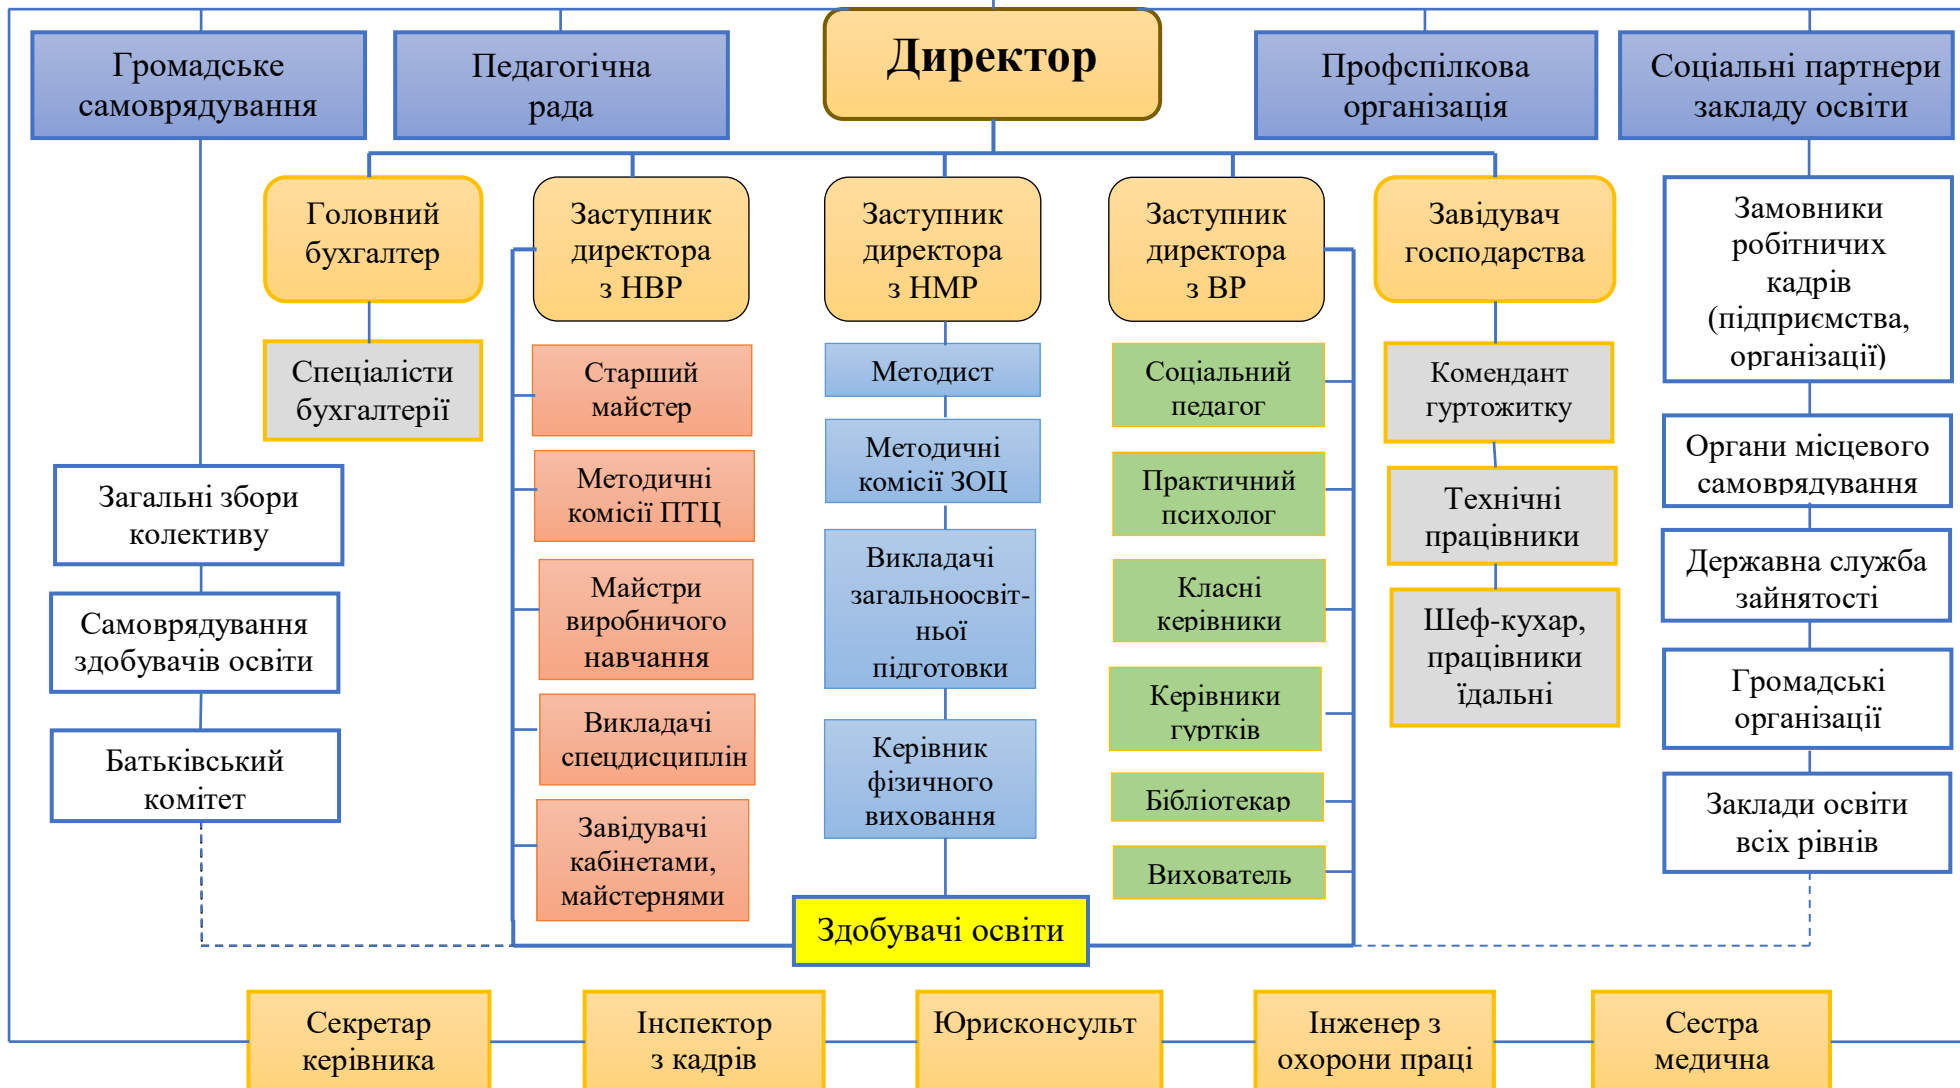 Громадське
самоврядування
Педагогічна
рада
Директор
Профспілкова
організація
Соціальні партнери
закладу освіти
Головний
бухгалтер
Заступник
директора
з НВР
Заступник
директора
з НМР
Заступник
директора
з ВР
Завідувач
господарства
Замовники
робітничих
кадрів
(підприємства,
організації)
Спеціалісти
бухгалтерії
Старший
майстер
Методист
Соціальний
педагог
Комендант
гуртожитку
Загальні збори
колективу
Методичні
комісії ПТЦ
Методичні
комісії ЗОЦ
Практичний
психолог
Технічні
працівники
Органи місцевого
самоврядування
Самоврядування
здобувачів освіти
Майстри
виробничого
навчання
Викладачі
загальноосвіт-
ньої
підготовки
Класні
керівники
Шеф-кухар,
працівники
їдальні
Державна служба
зайнятості
Батьківський
комітет
Викладачі
спецдисциплін
Керівник
фізичного
виховання
Керівники
гуртків
Громадські
організації
Завідувачі
кабінетами,
майстернями
Бібліотекар
Вихователь
Заклади освіти
всіх рівнів
Здобувачі освіти
Секретар
керівника
Інспектор
з кадрів
Юрисконсульт
Інженер з
охорони праці
Сестра
медична